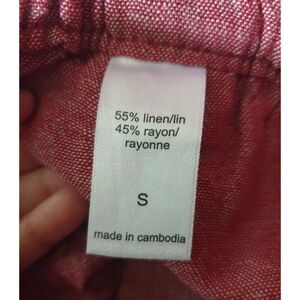 55% linen/lin
45% rayon/
rayonne
S
made in cambodia